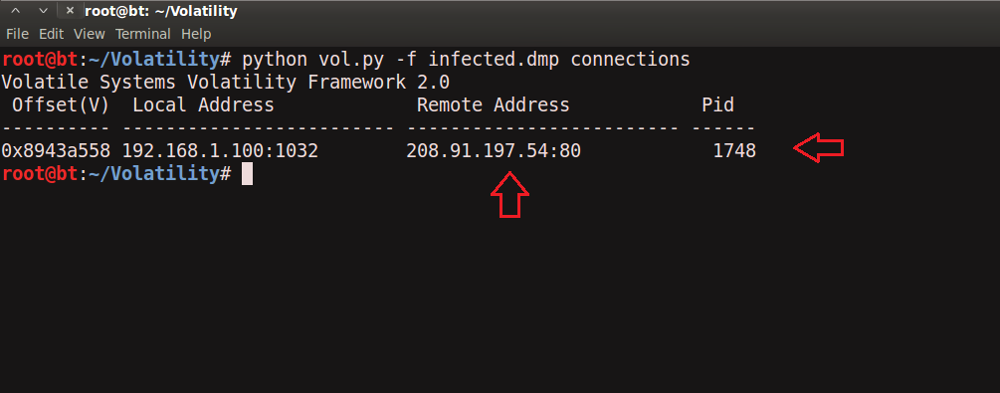 root@bt: ~/Volatility
File Edit View Terminal Help
root@bt:~/Volatility# python vol.py -f infected.dmp connections
Volatile Systems Volatility Framework 2.0
 Offset(V)  Local Address             Remote Address            Pid
---------- ------------------------- ------------------------- ------
0x8943a558 192.168.1.100:1032        208.91.197.54:80            1748
root@bt:~/Volatility#